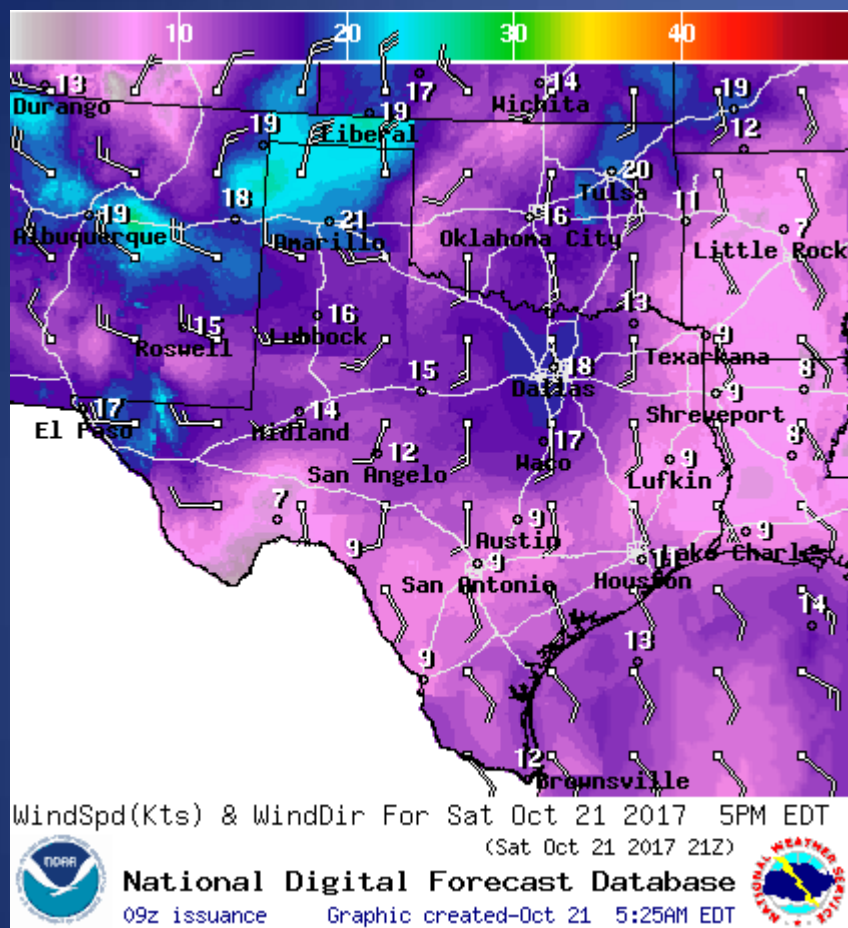 10 20 30 40
13 17 14 19
Durango Wichita
19 Liberal 19 12
20
Tulsa
19 18 21 16 11 7
Albuquerque Amarillo Oklahoma City Little Rock
15 16 13 9
Roswell Lubbock Texarkana
15 18 9 8
Dallas
17 14 Shreveport
El Paso Midland
12 17 9 8
San Angelo Waco Lufkin
7 9 9
Austin Lake Charles
9 9 11
San Antonio Houston
14
9 13
12
Brownsville
WindSpd(Kts) & WindDir For Sat Oct 21 2017 5PM EDT
(Sat Oct 21 2017 21Z)
National Digital Forecast Database
09z issuance Graphic created-Oct 21 5:25AM EDT
NOAA
NATIONAL WEATHER SERVICE